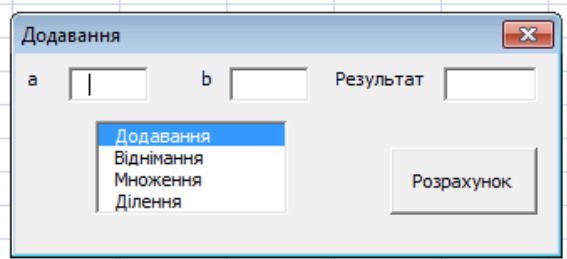 Додавання
a b Результат
Додавання
Віднімання
Множення
Ділення
Розрахунок